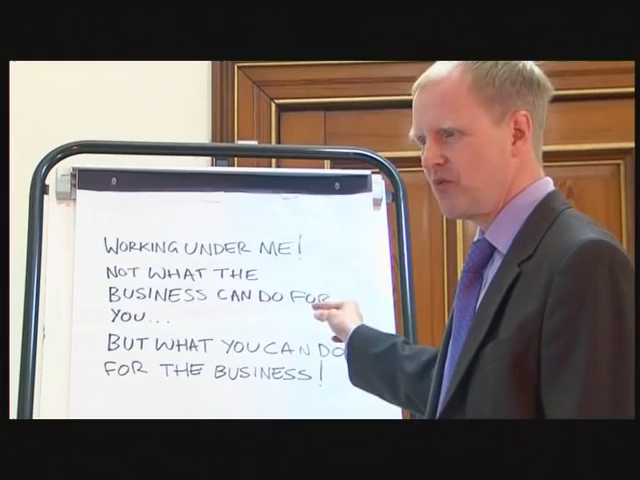 WORKING UNDER ME!
NOT WHAT THE
BUSINESS CAN DO FOR
YOU...
BUT WHAT YOU CAN DO
FOR THE BUSINESS!